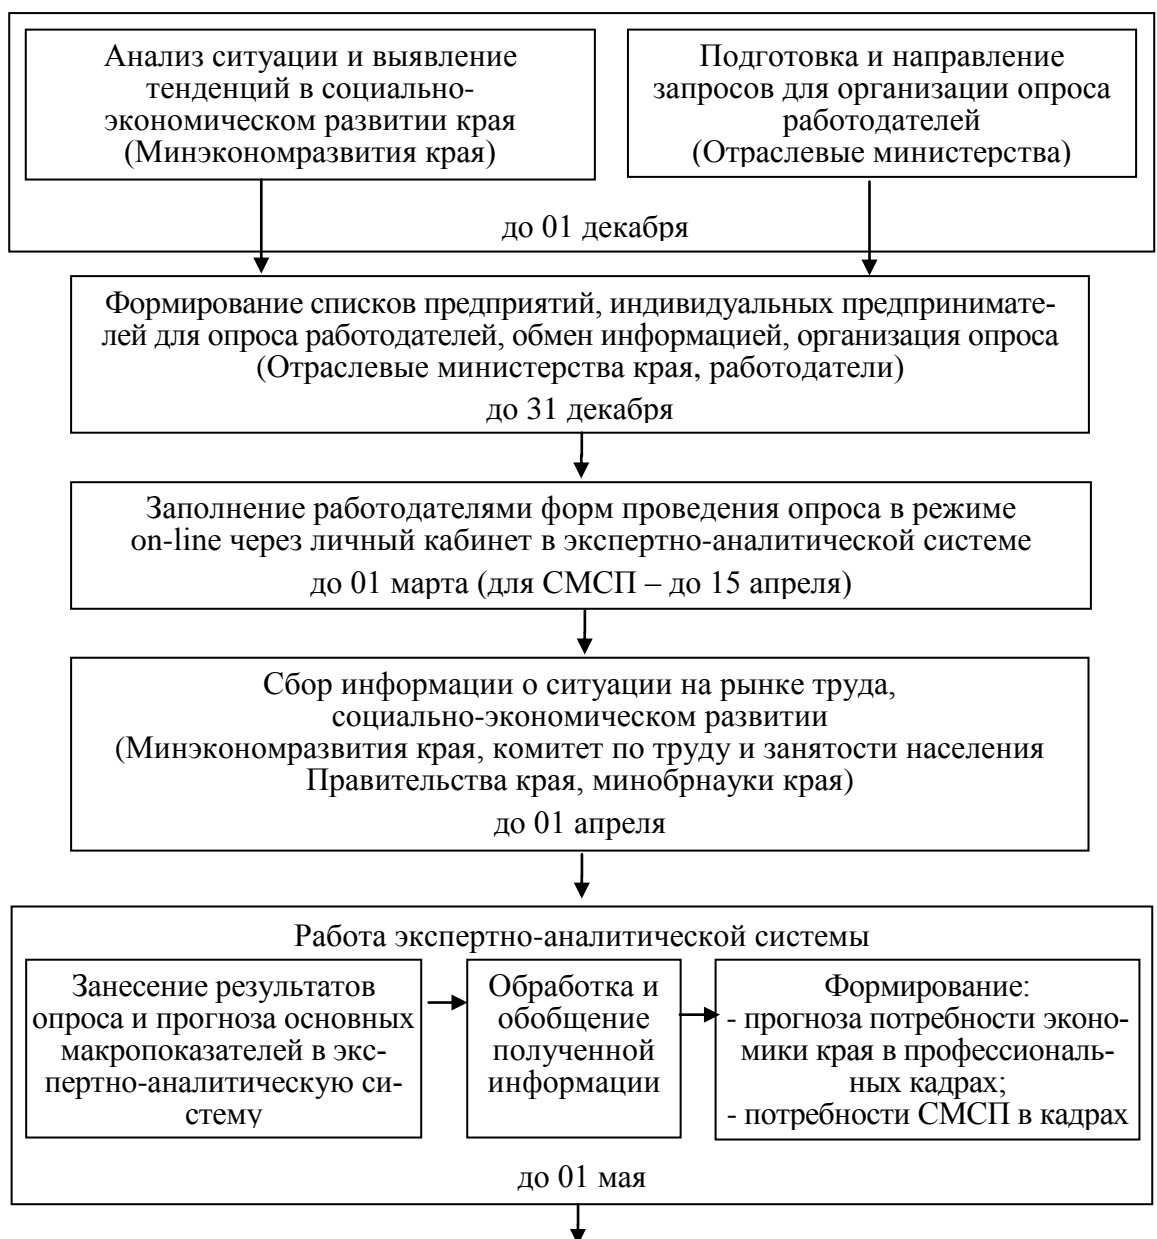 Анализ ситуации и выявление
тенденций в социально-
экономическом развитии края
(Минэкономразвития края)
Подготовка и направление
запросов для организации опроса
работодателей
(Отраслевые министерства)
до 01 декабря
Формирование списков предприятий, индивидуальных предпринимате-
лей для опроса работодателей, обмен информацией, организация опроса
(Отраслевые министерства края, работодатели)
до 31 декабря
Заполнение работодателями форм проведения опроса в режиме
on-line через личный кабинет в экспертно-аналитической системе
до 01 марта (для СМСП – до 15 апреля)
Сбор информации о ситуации на рынке труда,
социально-экономическом развитии
(Минэкономразвития края, комитет по труду и занятости населения
Правительства края, минобрнауки края)
до 01 апреля
Работа экспертно-аналитической системы
Занесение результатов
опроса и прогноза основных
макропоказателей в экс-
пертно-аналитическую си-
стему
Обработка и
обобщение
полученной
информации
Формирование:
- прогноза потребности эконо-
мики края в профессиональ-
ных кадрах;
- потребности СМСП в кадрах
до 01 мая